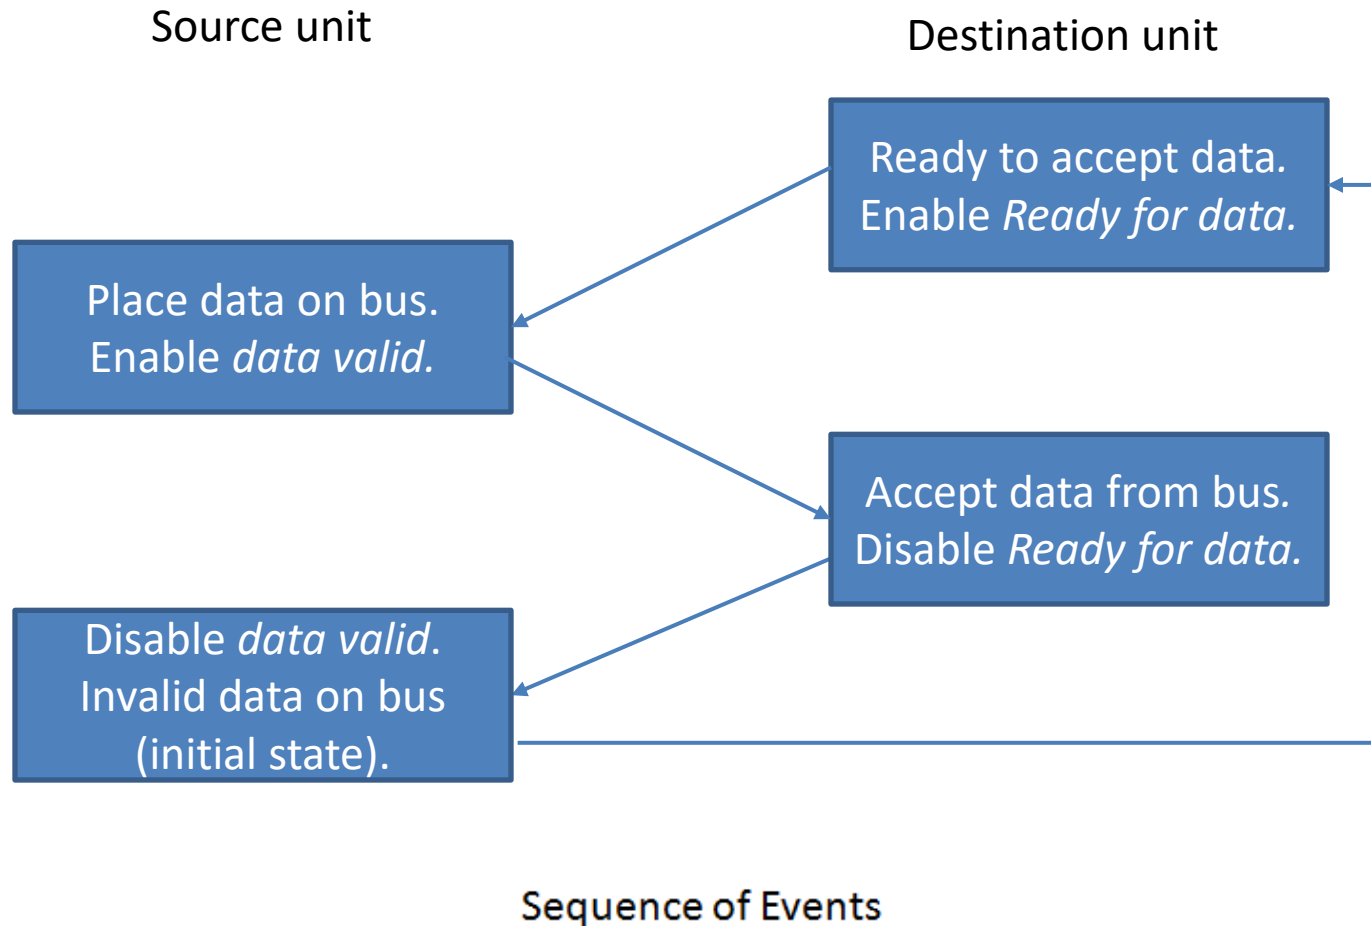 Source unit
Destination unit
Ready to accept data.
Enable Ready for data.
Place data on bus.
Enable data valid.
Accept data from bus.
Disable Ready for data.
Disable data valid.
Invalid data on bus
(initial state).
Sequence of Events